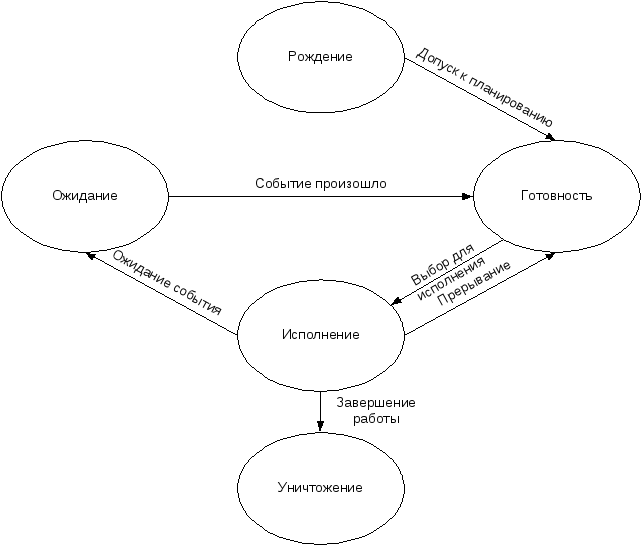 Рождение
Допуск к планированию
Ожидание
Событие произошло
Готовность
Выбор для
исполнения
Прерывание
Ожидание события
Исполнение
Завершение
работы
Уничтожение